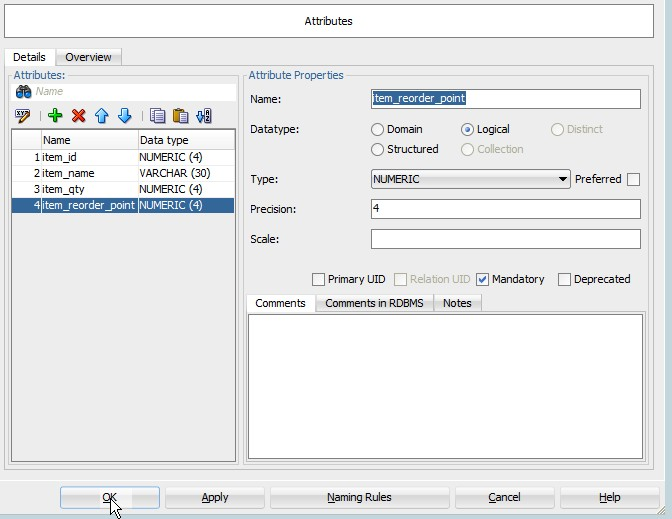 Attributes
Details Overview
Attributes:
Name
Name Data type
1 item_id NUMERIC (4)
2 item_name VARCHAR (30)
3 item_qty NUMERIC (4)
4 item_reorder_point NUMERIC (4)
Attribute Properties
Name: item_reorder_point
Datatype: Domain Logical Distinct
Structured Collection
Type: NUMERIC Preferred
Precision: 4
Scale:
Primary UID Relation UID Mandatory Deprecated
Comments Comments in RDBMS Notes
OK Apply Naming Rules Cancel Help